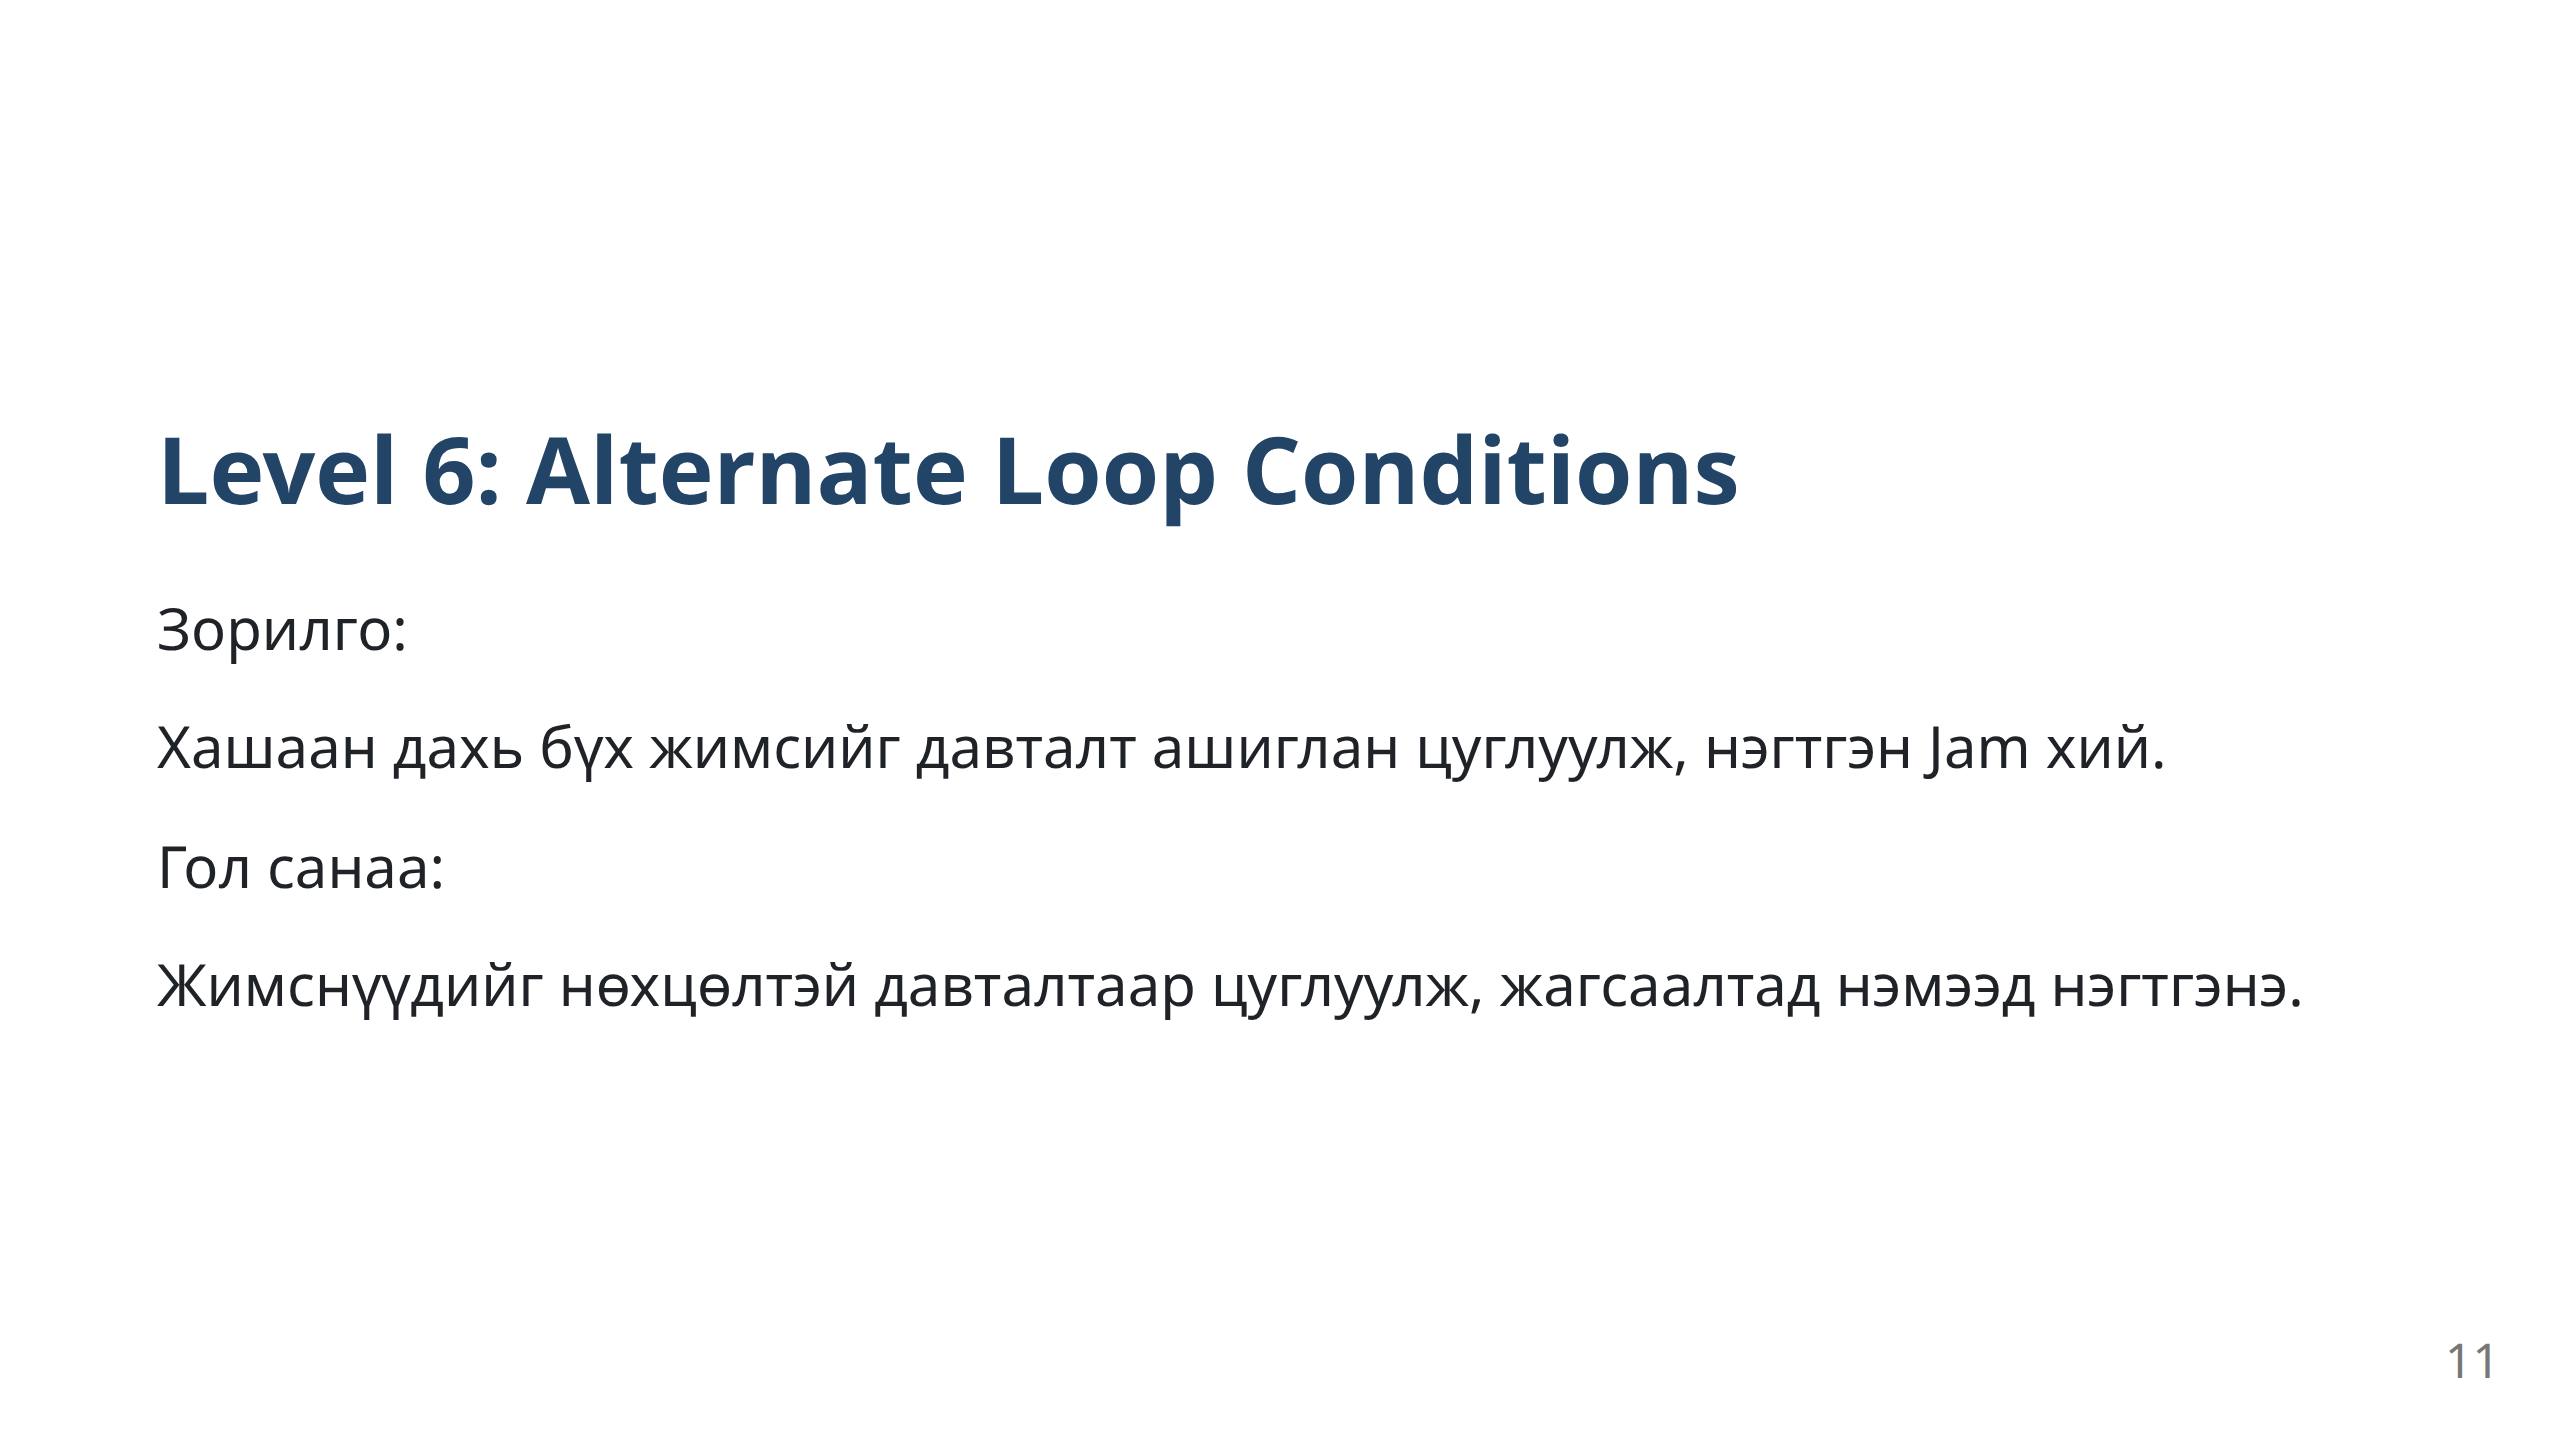 Level 6: Alternate Loop Conditions
Зорилго:
Хашаан дахь бүх жимсийг давталт ашиглан цуглуулж, нэгтгэн Jam хий.
Гол санаа:
Жимснүүдийг нөхцөлтэй давталтаар цуглуулж, жагсаалтад нэмээд нэгтгэнэ.
11